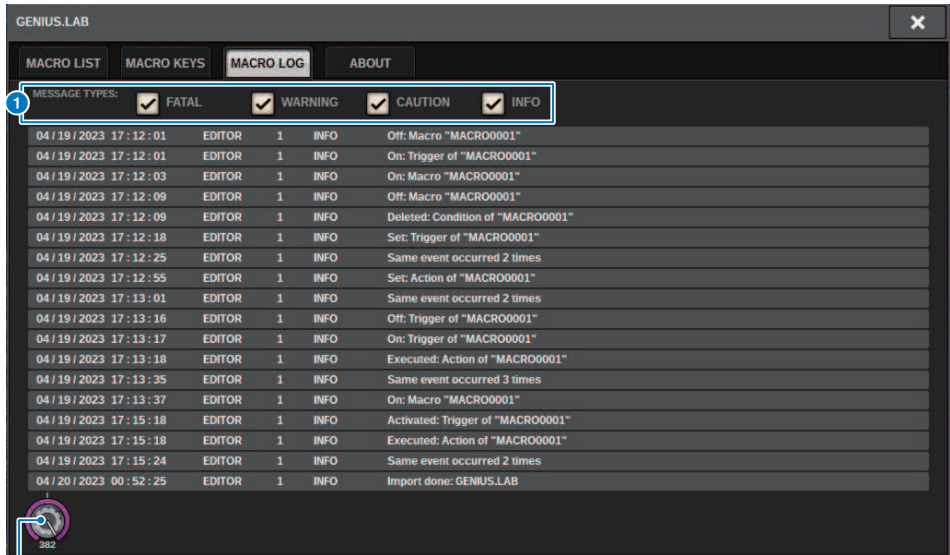 GENIUS.LAB
MACRO LIST MACRO KEYS MACRO LOG ABOUT
1 MESSAGE TYPES: FATAL WARNING CAUTION INFO
04/19/2023 17:12:01 EDITOR 1 INFO Off: Macro "MACRO0001"
04/19/2023 17:12:01 EDITOR 1 INFO On: Trigger of "MACRO0001"
04/19/2023 17:12:03 EDITOR 1 INFO On: Macro "MACRO0001"
04/19/2023 17:12:09 EDITOR 1 INFO Off: Macro "MACRO0001"
04/19/2023 17:12:09 EDITOR 1 INFO Deleted: Condition of "MACRO0001"
04/19/2023 17:12:18 EDITOR 1 INFO Set: Trigger of "MACRO0001"
04/19/2023 17:12:25 EDITOR 1 INFO Same event occurred 2 times
04/19/2023 17:12:55 EDITOR 1 INFO Set: Action of "MACRO0001"
04/19/2023 17:13:01 EDITOR 1 INFO Same event occurred 2 times
04/19/2023 17:13:16 EDITOR 1 INFO Off: Trigger of "MACRO0001"
04/19/2023 17:13:17 EDITOR 1 INFO On: Trigger of "MACRO0001"
04/19/2023 17:13:18 EDITOR 1 INFO Executed: Action of "MACRO0001"
04/19/2023 17:13:35 EDITOR 1 INFO Same event occurred 3 times
04/19/2023 17:13:37 EDITOR 1 INFO On: Macro "MACRO0001"
04/19/2023 17:15:18 EDITOR 1 INFO Activated: Trigger of "MACRO0001"
04/19/2023 17:15:18 EDITOR 1 INFO Executed: Action of "MACRO0001"
04/19/2023 17:15:24 EDITOR 1 INFO Same event occurred 2 times
04/20/2023 00:52:25 EDITOR 1 INFO Import done: GENIUS.LAB
382